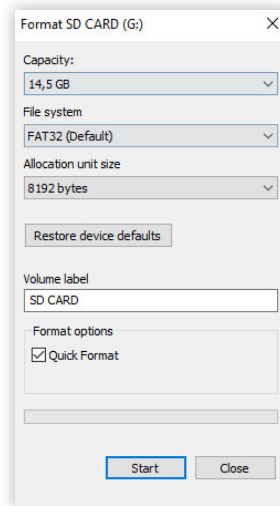 Format SD CARD (G:)
Capacity:
14,5 GB
File system
FAT32 (Default)
Allocation unit size
8192 bytes
Restore device defaults
Volume label
SD CARD
Format options
Quick Format
Start Close